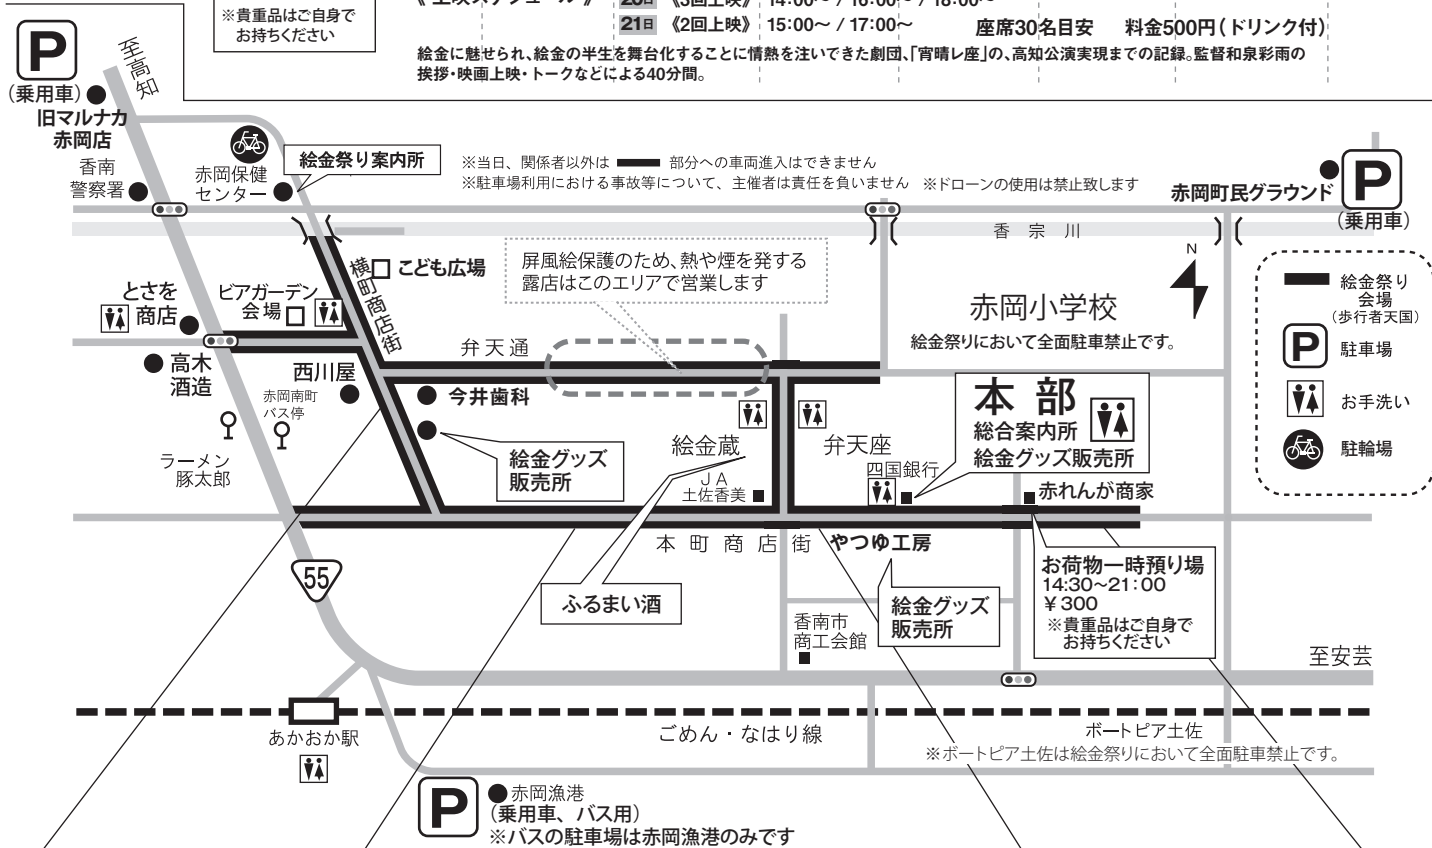 ※貴重品はご自身で
お持ちください
21日 《2回上映》 15:00〜 / 17:00〜
座席30名目安 料金500円(ドリンク付)
絵金に魅せられ、絵金の半生を舞台化することに情熱を注いできた劇団、「宵晴レ座」の、高知公演実現までの記録。監督和泉彩雨の
挨拶・映画上映・トークなどによる40分間。
P
(乗用車)
至高知
旧マルナカ
赤岡店
香南
警察署
赤岡保健
センター
絵金祭り案内所
※当日、関係者以外は 部分への車両進入はできません
※駐車場利用における事故等について、主催者は責任を負いません ※ドローンの使用は禁止致します
赤岡町民グラウンド
P
(乗用車)
香宗川
横町商店街
こども広場
屏風絵保護のため、熱や煙を発する
露店はこのエリアで営業します
N
赤岡小学校
絵金祭りにおいて全面駐車禁止です。
絵金祭り
会場
(歩行者天国)
P
駐車場
お手洗い
駐輪場
とさを
商店
ビアガーデン
会場
高木
酒造
西川屋
赤岡南町
バス停
ラーメン
豚太郎
弁天通
今井歯科
絵金グッズ
販売所
絵金蔵
JA
土佐香美
弁天座
四国銀行
本部
総合案内所
絵金グッズ販売所
赤れんが商家
本町商店街
やつゆ工房
ふるまい酒
絵金グッズ
販売所
お荷物一時預り場
14:30〜21:00
¥300
※貴重品はご自身で
お持ちください
55
香南市
商工会館
至安芸
あかおか駅
ごめん・なはり線
ボートピア土佐
※ボートピア土佐は絵金祭りにおいて全面駐車禁止です。
P
赤岡漁港
(乗用車、バス用)
※バスの駐車場は赤岡漁港のみです